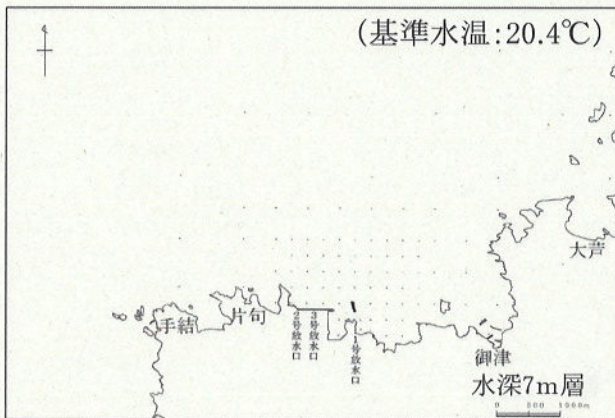 (基準水温:20.4℃)
大芦
手結
片句
2号放水口
3号放水口
1号放水口
御津
水深7m層
0 500 1000m